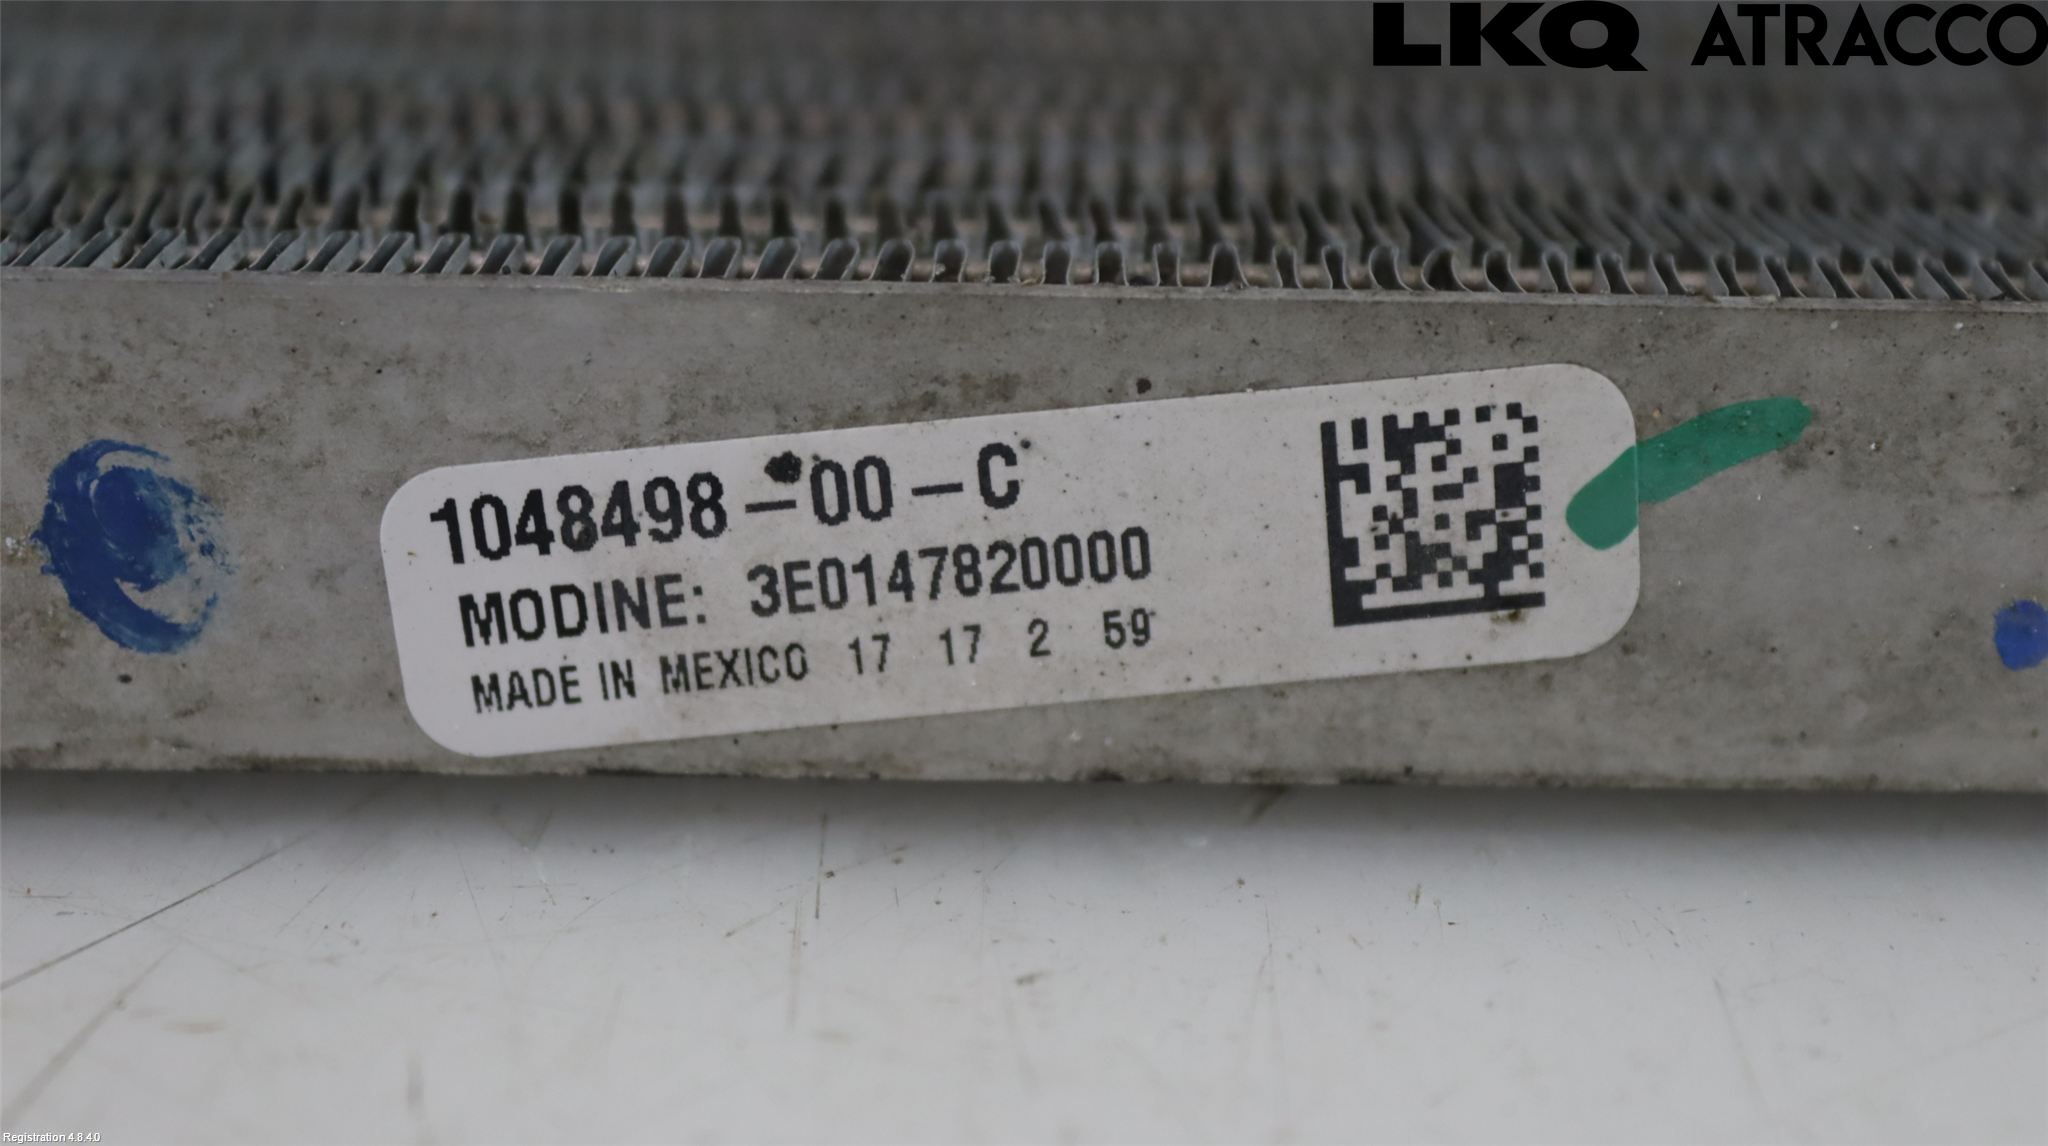 LKQ ATRACCO
1048498-00-C
MODINE: 3E0147820000
MADE IN MEXICO 17 17 2 59
Registration 4.8.4.0